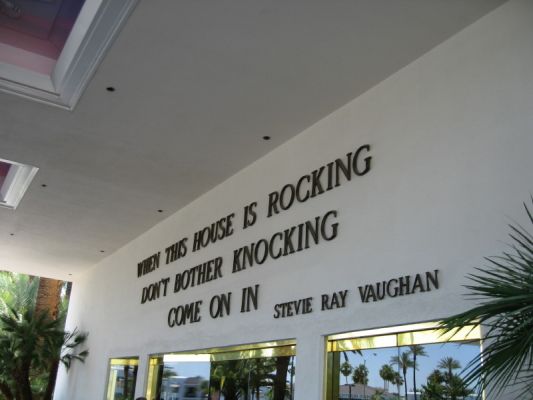 WHEN THIS HOUSE IS ROCKING
DON'T BOTHER KNOCKING
COME ON IN STEVIE RAY VAUGHAN